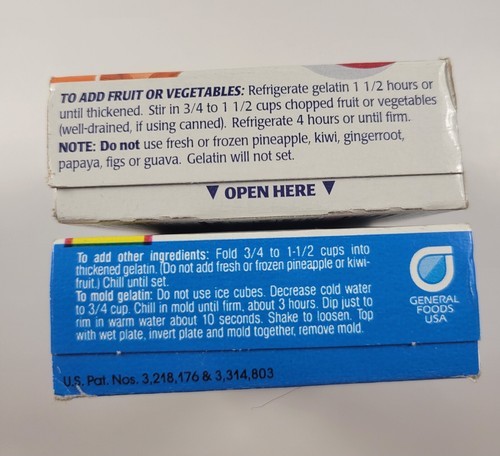 TO ADD FRUIT OR VEGETABLES: Refrigerate gelatin 1 1/2 hours or
until thickened. Stir in 3/4 to 1 1/2 cups chopped fruit or vegetables
(well-drained, if using canned). Refrigerate 4 hours or until firm.
NOTE: Do not use fresh or frozen pineapple, kiwi, gingerroot,
papaya, figs or guava. Gelatin will not set.
OPEN HERE
To add other ingredients: Fold 3/4 to 1-1/2 cups into
thickened gelatin. (Do not add fresh or frozen pineapple or kiwi-
fruit.) Chill until set.
To mold gelatin: Do not use ice cubes. Decrease cold water
to 3/4 cup. Chill in mold until firm, about 3 hours. Dip just to
rim in warm water about 10 seconds. Shake to loosen. Top
with wet plate, invert plate and mold together, remove mold.
GENERAL
FOODS
USA
U.S. Pat. Nos. 3,218,176 & 3,314,803